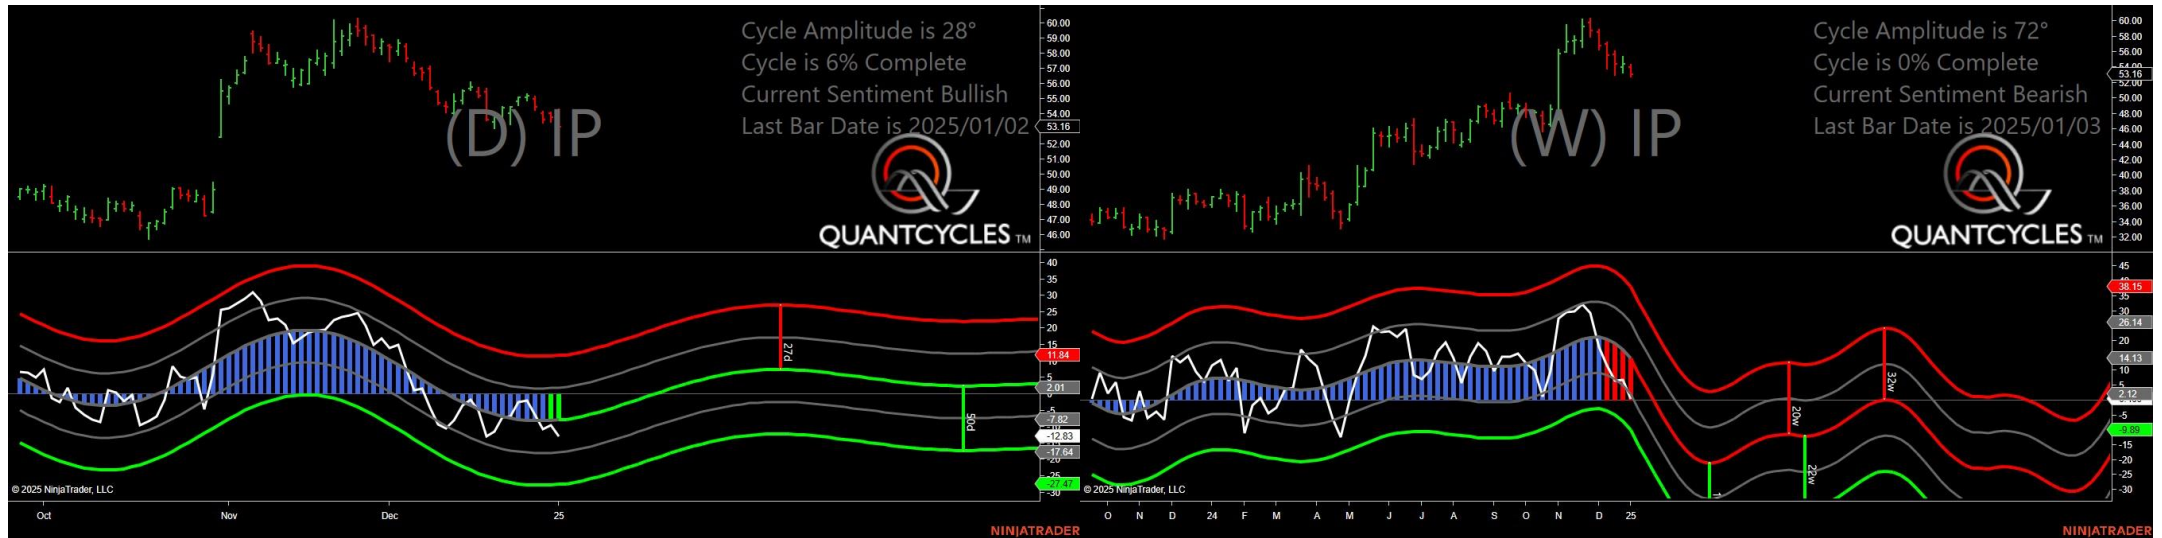 Cycle Amplitude is 28°
Cycle is 6% Complete
Current Sentiment Bullish
Last Bar Date is 2025/01/02
(D) IP
QUANTCYCLES TM
60.00
59.00
58.00
57.00
56.00
55.00
54.00
53.16
52.00
51.00
50.00
49.00
48.00
47.00
46.00
40
35
30
25
20
15
11.84
5
2.01
0
-5
-7.82
-12.83
-17.64
-20
-27.47
-30
27d
50d
© 2025 NinjaTrader, LLC
Oct
Nov
Dec
25
NINJATRADER
Cycle Amplitude is 72°
Cycle is 0% Complete
Current Sentiment Bearish
Last Bar Date is 2025/01/03
(W) IP
QUANTCYCLES TM
60.00
58.00
56.00
54.00
53.16
52.00
50.00
48.00
46.00
44.00
42.00
40.00
38.00
36.00
34.00
32.00
45
38.15
35
30
26.14
20
14.13
10
5
2.12
-5
-9.89
-15
-20
-25
-30
20w
32w
22w
© 2025 NinjaTrader, LLC
O N D 24 F M A M J J A S O N D 25
NINJATRADER